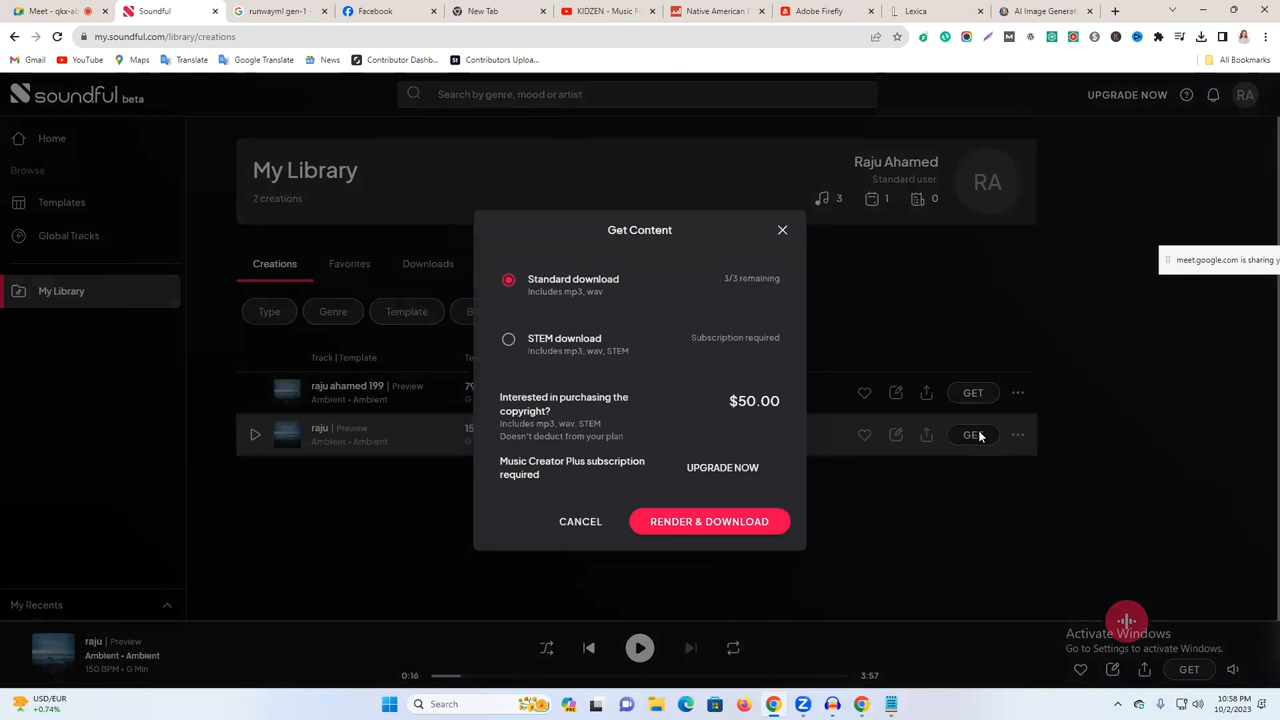 Meet - qix-a
Soundful
runwayml gen-1 -
Facebook
New Tab
KIDZEN - Music F
Native American F
Adobe Firefly
Lexica
AI Image Generat
my.soundful.com/library/creations
Gmail
YouTube
Maps
Translate
Google Translate
News
Contributor Dashb...
Contributors Uploa...
All Bookmarks
soundful beta
Search by genre, mood or artist
UPGRADE NOW
RA
Home
Browse
Templates
Global Tracks
My Library
My Library
2 creations
Raju Ahamed
Standard user
3 1 0
RA
Creations
Favorites
Downloads
Type
Genre
Template
Track | Template
raju ahamed 199 | Preview
Ambient • Ambient
79
G
GET
raju | Preview
Ambient • Ambient
15
G
GET
Get Content
Standard download
3/3 remaining
Includes mp3, wav
STEM download
Subscription required
Includes mp3, wav, STEM
Interested in purchasing the
copyright?
$50.00
Includes mp3, wav, STEM
Doesn't deduct from your plan
Music Creator Plus subscription
required
UPGRADE NOW
CANCEL
RENDER & DOWNLOAD
meet.google.com is sharing y
My Recents
raju | Preview
Ambient • Ambient
150 BPM • G Min
0:16
3:57
Activate Windows
Go to Settings to activate Windows.
GET
USD/EUR
+0.74%
Search
10:58 PM
10/2/2023